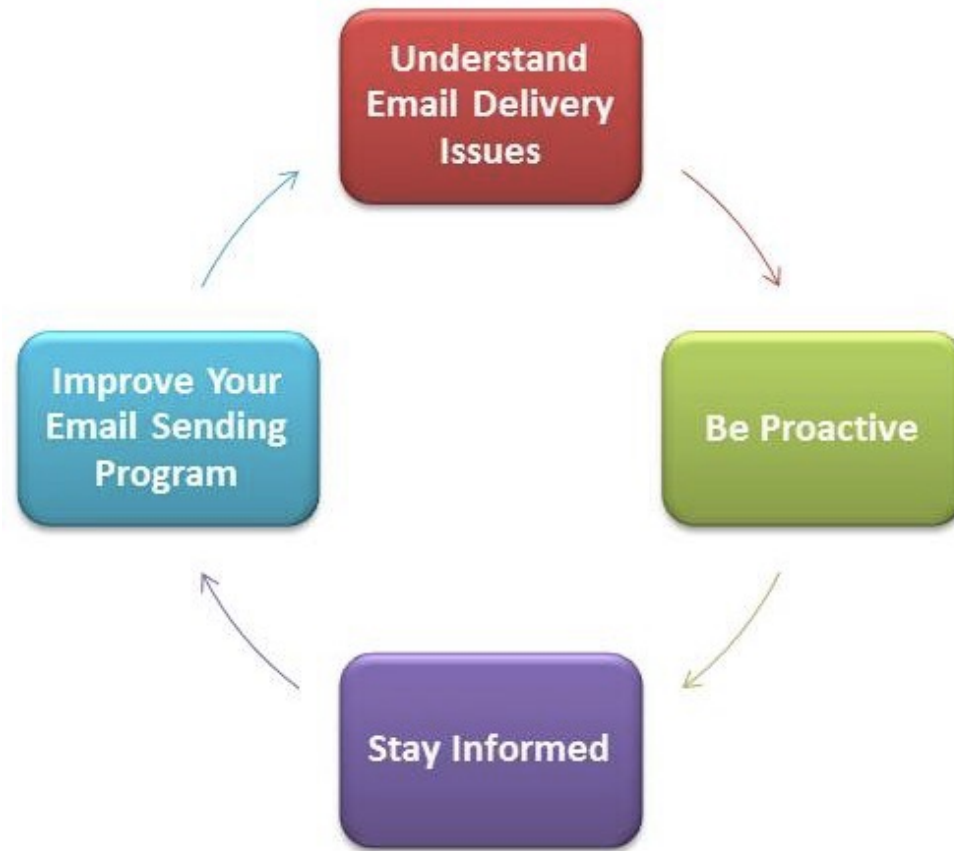 Understand
Email Delivery
Issues
Be Proactive
Stay Informed
Improve Your
Email Sending
Program